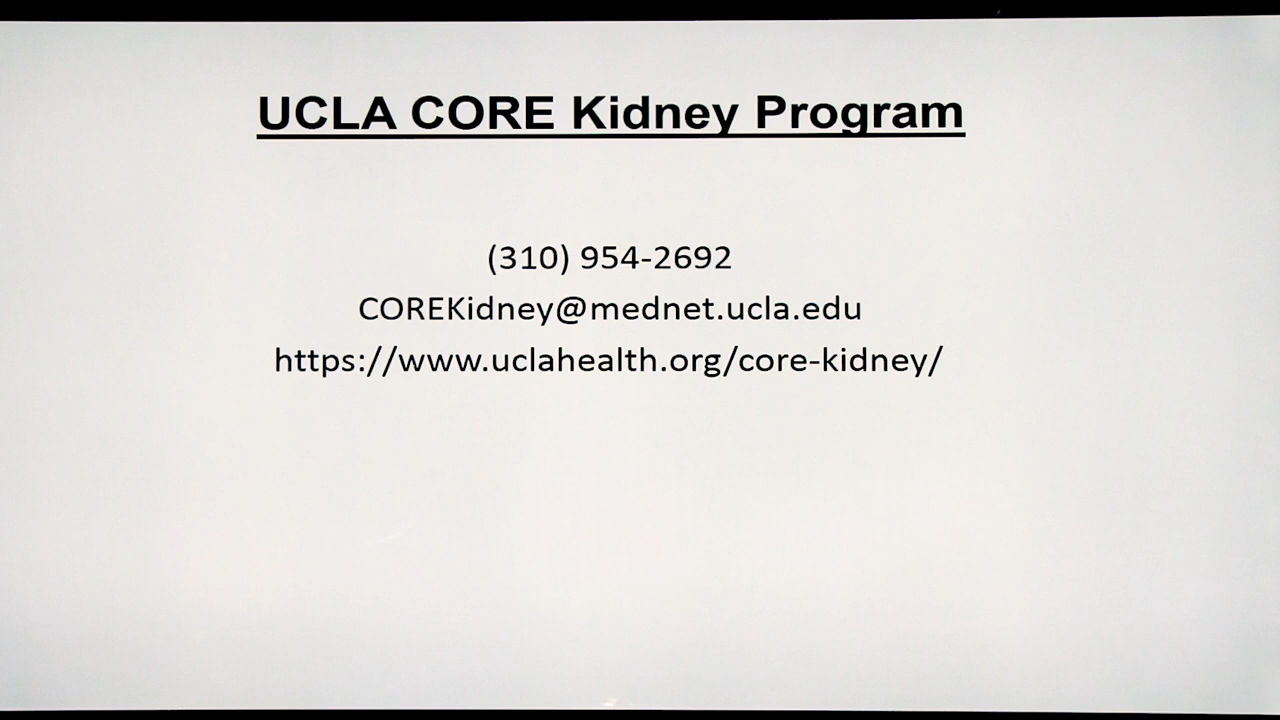 UCLA CORE Kidney Program
(310) 954-2692
COREKidney@mednet.ucla.edu
https://www.uclahealth.org/core-kidney/